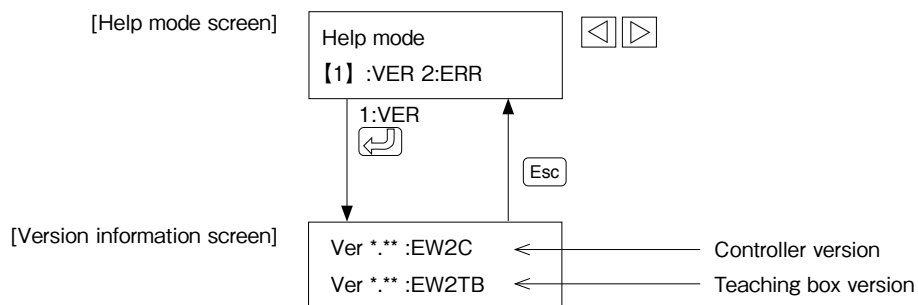 [Help mode screen]
Help mode
【1】 :VER 2:ERR
1:VER
Esc
[Version information screen]
Ver *.** :EW2C
Controller version
Ver *.** :EW2TB
Teaching box version